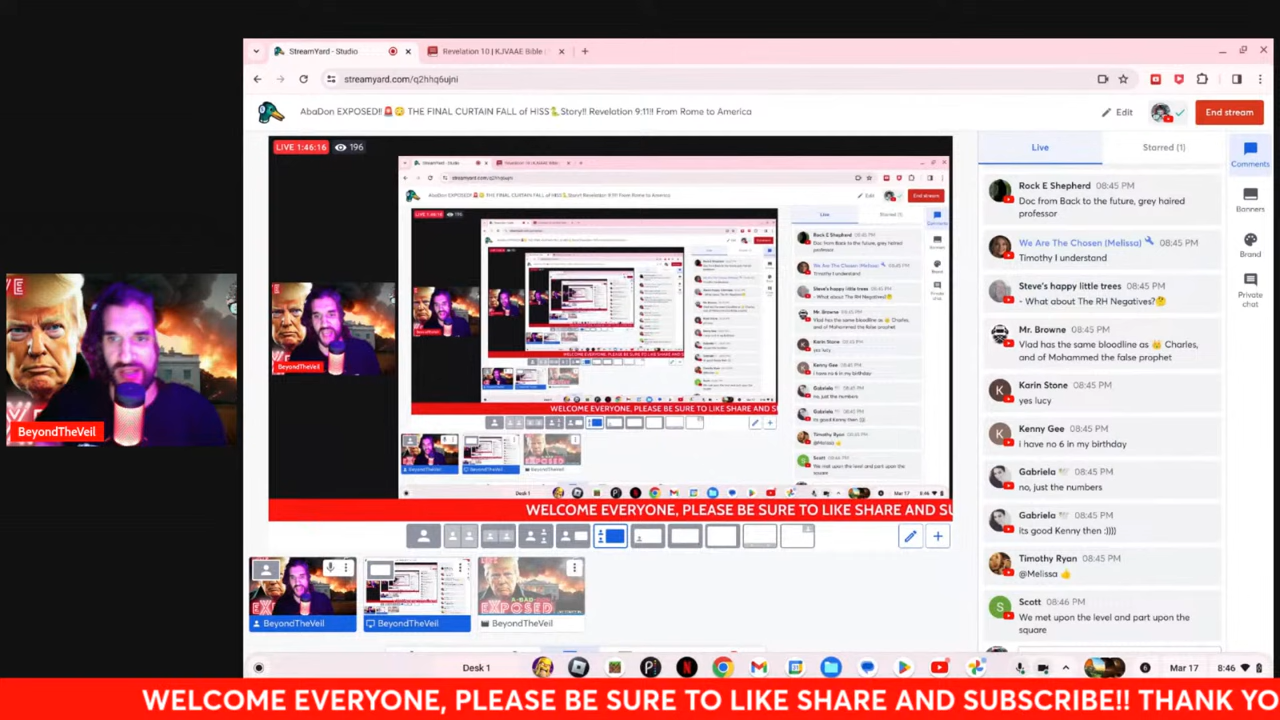 StreamYard - Studio
Revelation 10 | KJVAAE Bible |
streamyard.com/q2hhq6ujni
AbaDon EXPOSED!!🚨😳 THE FINAL CURTAIN FALL of H!SS🐍Story!! Revelation 9:11!! From Rome to America
Edit
End stream
LIVE 1:46:16
196
Live
Starred (1)
Comments
Banners
Brand
Private
chat
Rock E Shepherd 08:45 PM
Doc from Back to the future, grey haired
professor
We Are The Chosen (Melissa) 🔧 08:45 PM
Timothy I understand
Steve's happy little trees 08:45 PM
- What about The RH Negatives?🤔
Mr. Browne 08:45 PM
Vlad has the same bloodline as 👑 Charles,
and of Mohammed the false prophet
Karin Stone 08:45 PM
yes lucy
Kenny Gee 08:45 PM
i have no 6 in my birthday
Gabriela 🕊 08:45 PM
no, just the numbers
Gabriela 🕊 08:45 PM
its good Kenny then :))))
Timothy Ryan 08:45 PM
@Melissa 👍
Scott 08:46 PM
We met upon the level and part upon the
square
BeyondTheVeil
WELCOME EVERYONE, PLEASE BE SURE TO LIKE SHARE AND SU
BeyondTheVeil
BeyondTheVeil
BeyondTheVeil
EXPOSED
Desk 1
Mar 17
8:46
WELCOME EVERYONE, PLEASE BE SURE TO LIKE SHARE AND SUBSCRIBE!! THANK YO